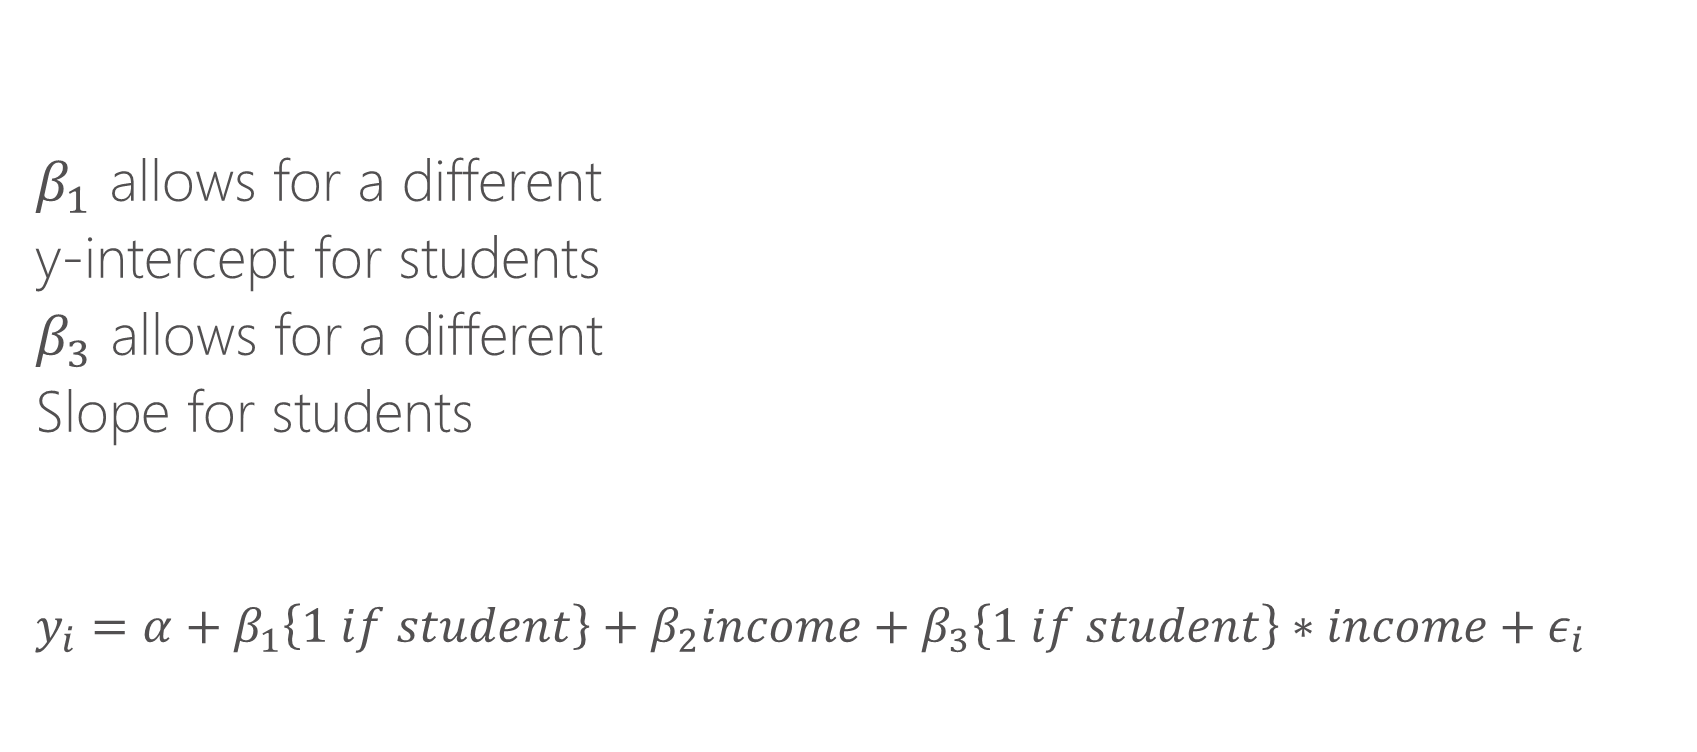 β₁ allows for a different
y-intercept for students
β₃ allows for a different
Slope for students
yᵢ = α + β₁{1 if student} + β₂income + β₃{1 if student} ∗ income + ϵᵢ